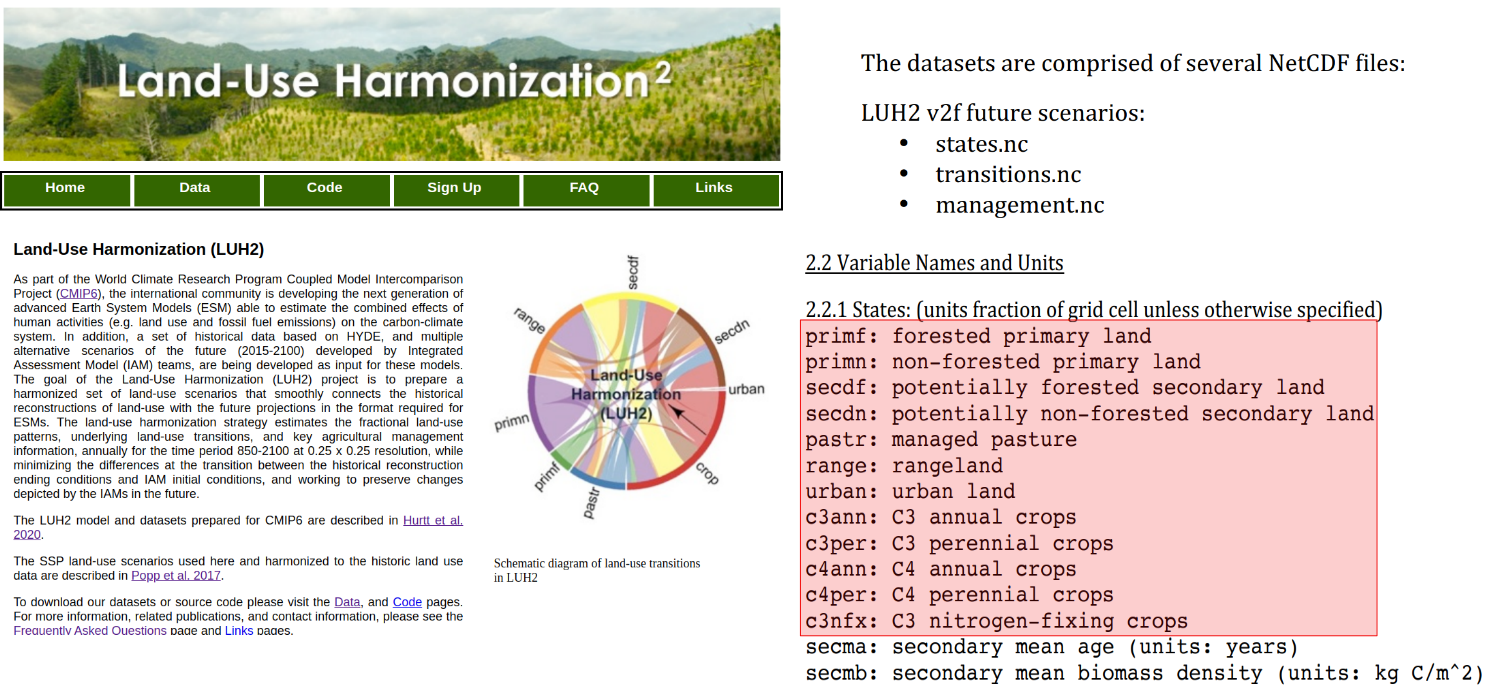 Land-Use Harmonization²
Home
Data
Code
Sign Up
FAQ
Links
Land-Use Harmonization (LUH2)
As part of the World Climate Research Program Coupled Model Intercomparison
Project (CMIP6), the international community is developing the next generation of
advanced Earth System Models (ESM) able to estimate the combined effects of
human activities (e.g. land use and fossil fuel emissions) on the carbon-climate
system. In addition, a set of historical data based on HYDE, and multiple
alternative scenarios of the future (2015-2100) developed by Integrated
Assessment Model (IAM) teams, are being developed as input for these models.
The goal of the Land-Use Harmonization (LUH2) project is to prepare a
harmonized set of land-use scenarios that smoothly connects the historical
reconstructions of land-use with the future projections in the format required for
ESMs. The land-use harmonization strategy estimates the fractional land-use
patterns, underlying land-use transitions, and key agricultural management
information, annually for the time period 850-2100 at 0.25 x 0.25 resolution, while
minimizing the differences at the transition between the historical reconstruction
ending conditions and IAM initial conditions, and working to preserve changes
depicted by the IAMs in the future.
The LUH2 model and datasets prepared for CMIP6 are described in Hurtt et al.
2020.
The SSP land-use scenarios used here and harmonized to the historic land use
data are described in Popp et al. 2017.
To download our datasets or source code please visit the Data, and Code pages.
For more information, related publications, and contact information, please see the
Frequently Asked Questions page and Links pages.
secdf
secdn
urban
crop
pastr
primf
primn
range
Land-Use
Harmonization
(LUH2)
Schematic diagram of land-use transitions
in LUH2
The datasets are comprised of several NetCDF files:
LUH2 v2f future scenarios:
• states.nc
• transitions.nc
• management.nc
2.2 Variable Names and Units
2.2.1 States: (units fraction of grid cell unless otherwise specified)
primf: forested primary land
primn: non-forested primary land
secdf: potentially forested secondary land
secdn: potentially non-forested secondary land
pastr: managed pasture
range: rangeland
urban: urban land
c3ann: C3 annual crops
c3per: C3 perennial crops
c4ann: C4 annual crops
c4per: C4 perennial crops
c3nfx: C3 nitrogen-fixing crops
secma: secondary mean age (units: years)
secmb: secondary mean biomass density (units: kg C/m^2)